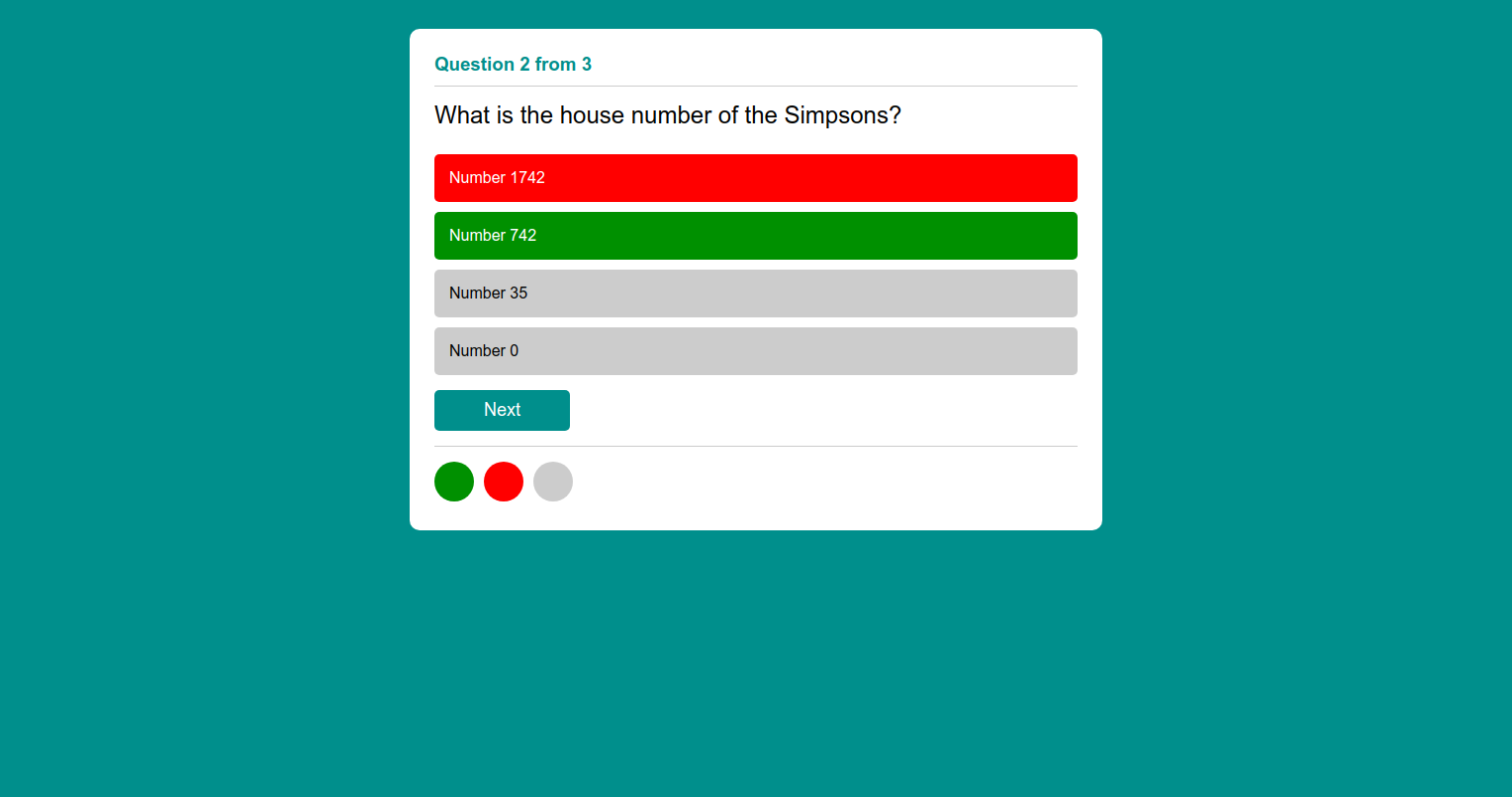 Question 2 from 3
What is the house number of the Simpsons?
Number 1742
Number 742
Number 35
Number 0
Next